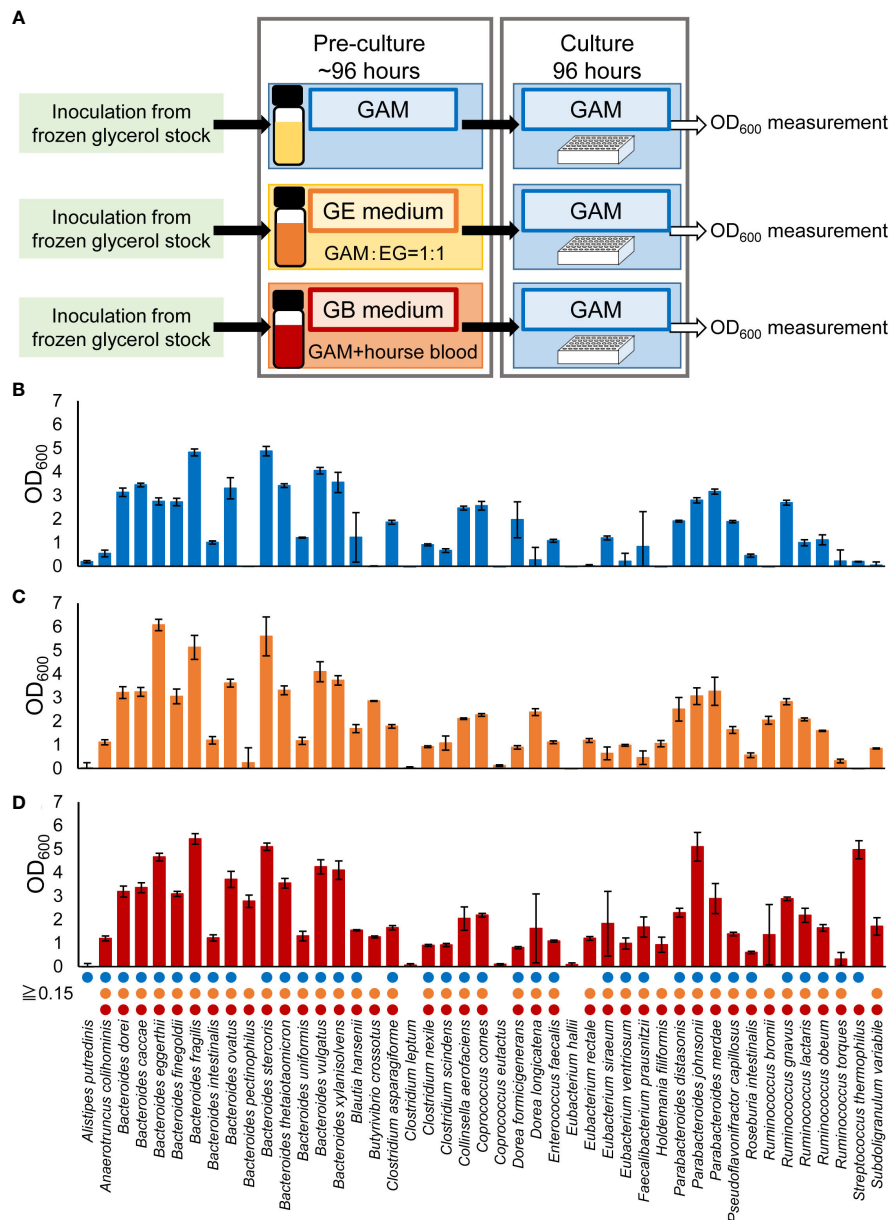 A
Pre-culture
~96 hours
Culture
96 hours
Inoculation from
frozen glycerol stock
GAM
GAM
OD600 measurement
Inoculation from
frozen glycerol stock
GE medium
GAM:EG=1:1
GAM
OD600 measurement
Inoculation from
frozen glycerol stock
GB medium
GAM+hourse blood
GAM
OD600 measurement
B
OD600
7
6
5
4
3
2
1
0
C
OD600
7
6
5
4
3
2
1
0
D
OD600
7
6
5
4
3
2
1
0
≧0.15
Alistipes putredinis
Anaerotruncus collhominis
Bacteroides dorei
Bacteroides caccae
Bacteroides eggerthii
Bacteroides finegoldii
Bacteroides fragilis
Bacteroides intestinalis
Bacteroides ovatus
Bacteroides pectinophilus
Bacteroides stercoris
Bacteroides thetaiotaomicron
Bacteroides uniformis
Bacteroides vulgatus
Bacteroides xylanisolvens
Blautia hansenii
Butyrivibrio crossotus
Clostridium asparagiforme
Clostridium leptum
Clostridium nexile
Clostridium scindens
Collinsella aerofaciens
Coprococcus comes
Coprococcus eutactus
Dorea formicigenerans
Dorea longicatena
Enterococcus faecalis
Eubacterium hallii
Eubacterium rectale
Eubacterium siraeum
Eubacterium ventriosum
Faecalibacterium prausnitzii
Holdemania filiformis
Parabacteroides distasonis
Parabacteroides johnsonii
Parabacteroides merdae
Pseudoflavonifractor capillosus
Roseburia intestinalis
Ruminococcus bromii
Ruminococcus gnavus
Ruminococcus lactaris
Ruminococcus obeum
Ruminococcus torques
Streptococcus thermophilus
Subdoligranulum variabile